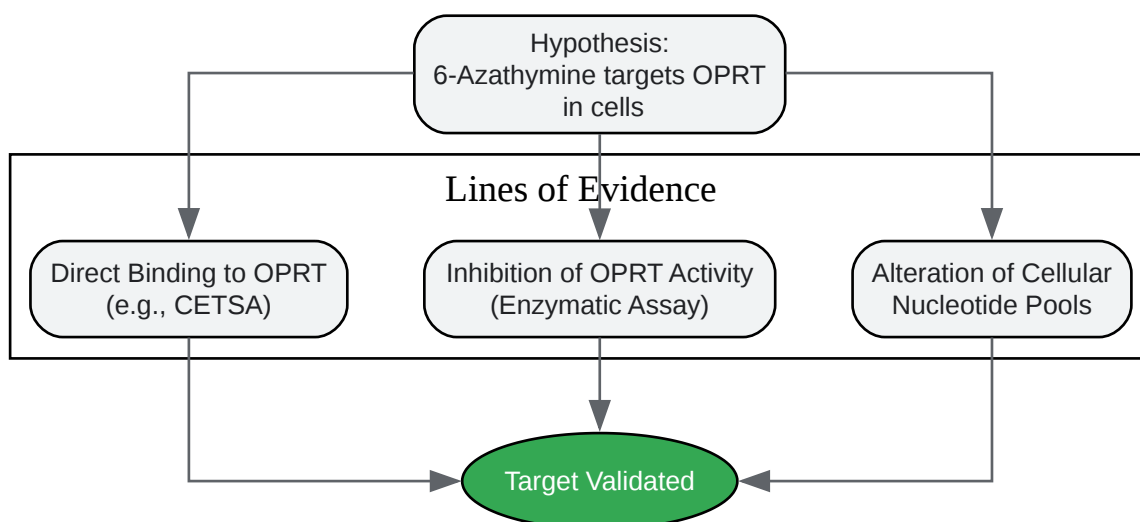 Hypothesis:
6-Azathymine targets OPRT
in cells
Lines of Evidence
Direct Binding to OPRT
(e.g., CETSA)
Inhibition of OPRT Activity
(Enzymatic Assay)
Alteration of Cellular
Nucleotide Pools
Target Validated